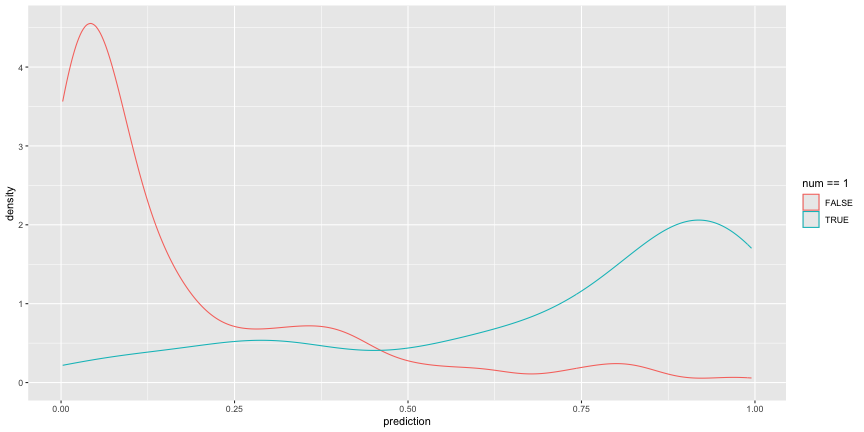 density
4
3
2
1
0
0.00 0.25 0.50 0.75 1.00
prediction
num == 1
FALSE
TRUE